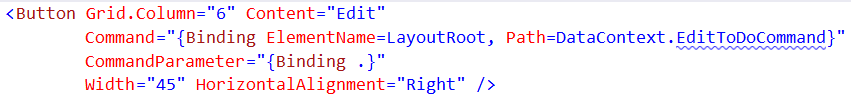 <Button Grid.Column="6" Content="Edit"
Command="{Binding ElementName=LayoutRoot, Path=DataContext.EditToDoCommand}"
CommandParameter="{Binding .}"
Width="45" HorizontalAlignment="Right" />